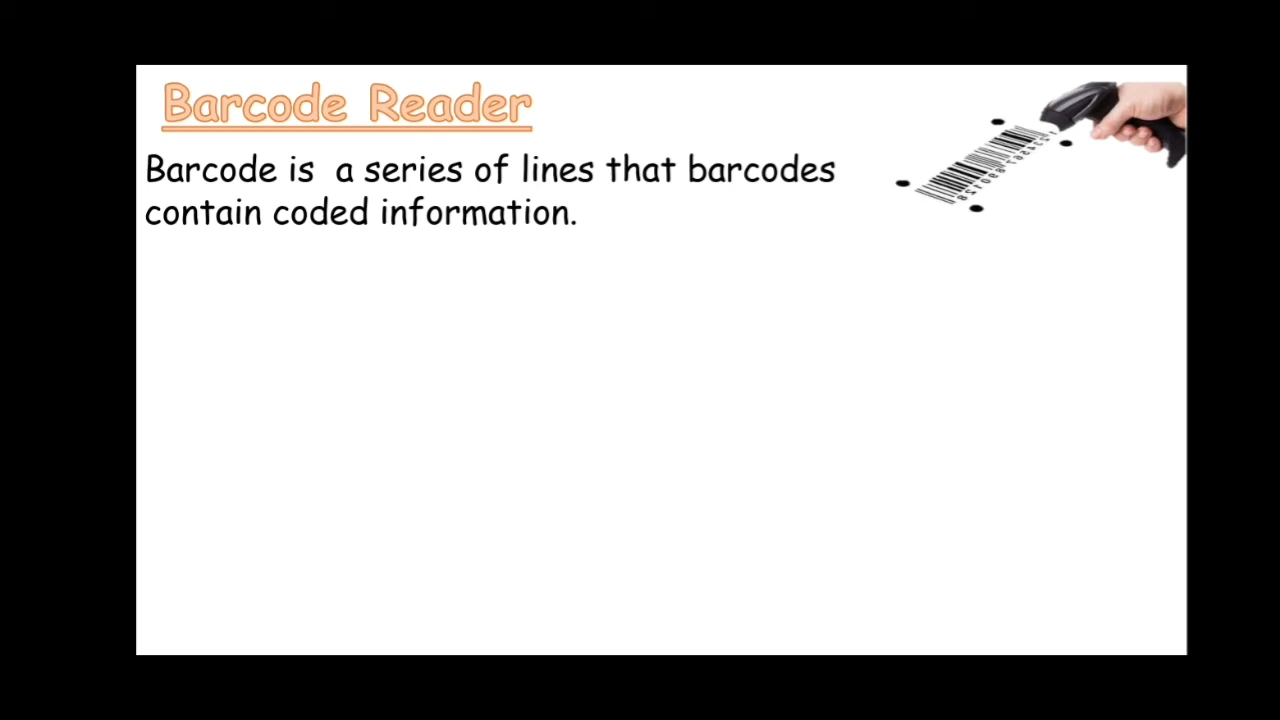 Barcode Reader
Barcode is  a series of lines that barcodes
contain coded information.